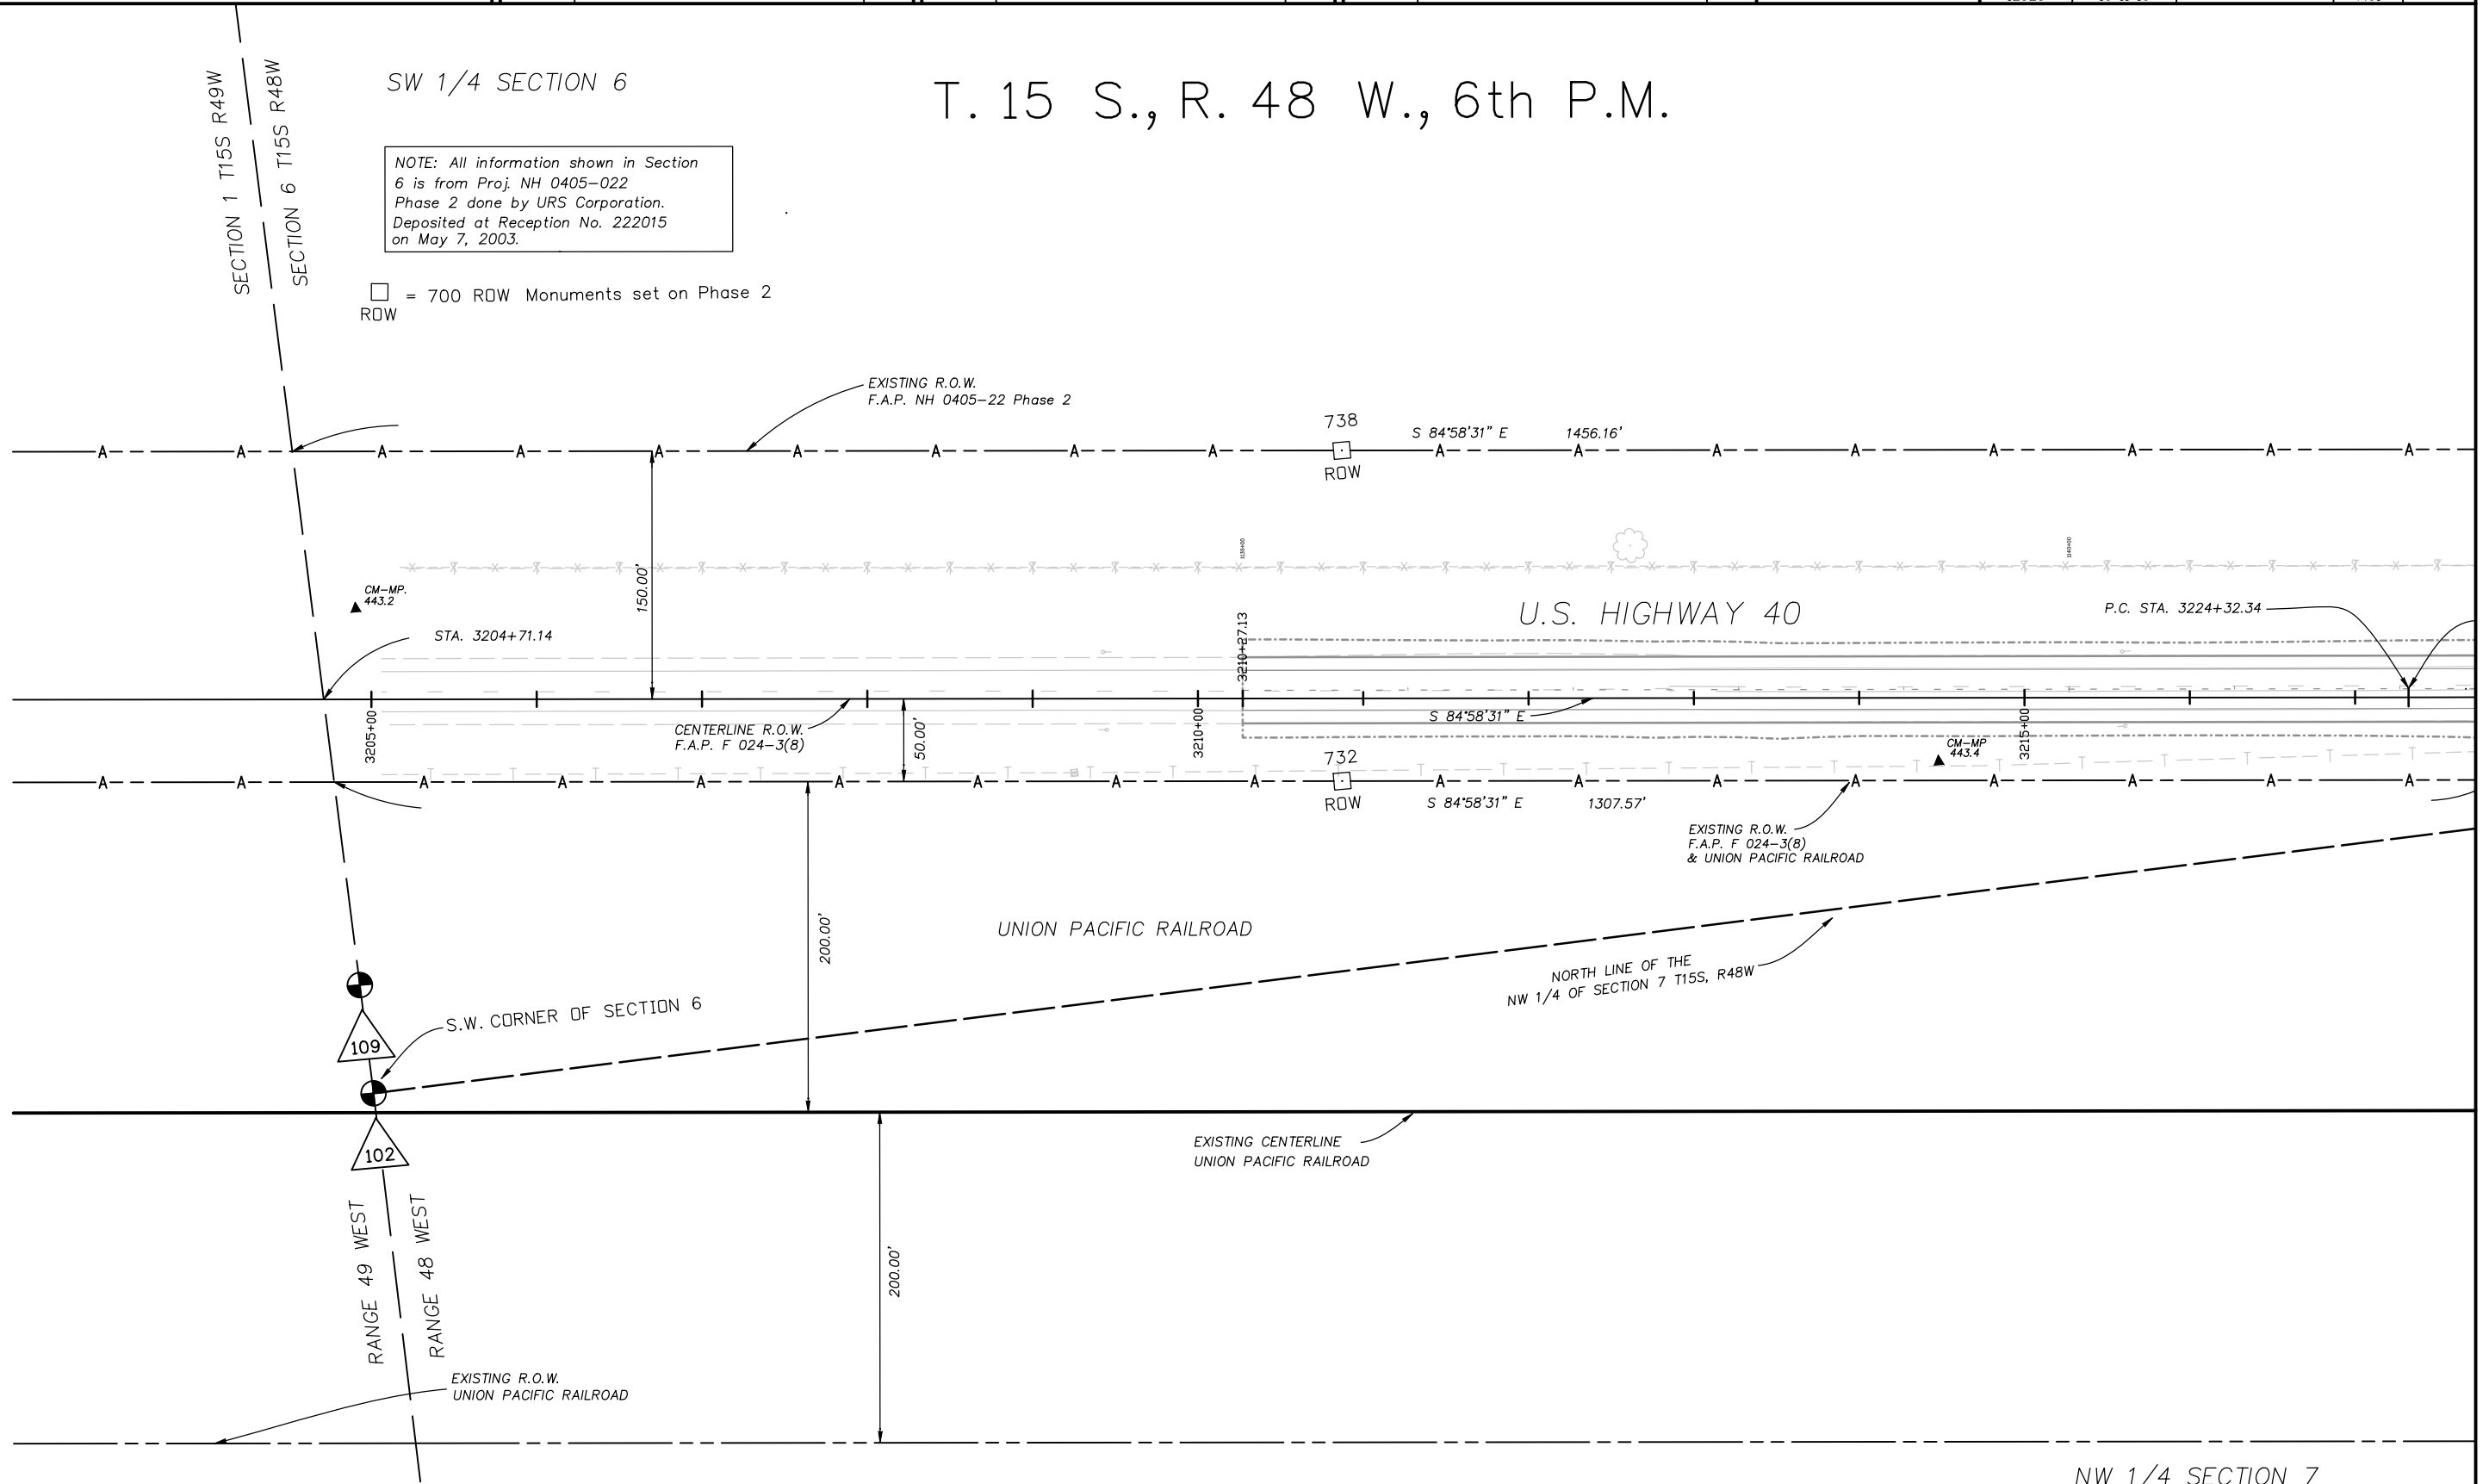 SW 1/4 SECTION 6
T. 15 S., R. 48 W., 6th P.M.
SECTION 1 T15S R49W
SECTION 6 T15S R48W
NOTE: All information shown in Section
6 is from Proj. NH 0405-022
Phase 2 done by URS Corporation.
Deposited at Reception No. 222015
on May 7, 2003.
= 700 ROW Monuments set on Phase 2
ROW
EXISTING R.O.W.
F.A.P. NH 0405-22 Phase 2
738
S 84°58'31" E 1456.16'
A A A A A A A A A A A A A A A A A
ROW
1135+00
1140+00
150.00'
CM-MP.
443.2
U.S. HIGHWAY 40
P.C. STA. 3224+32.34
STA. 3204+71.14
3210+27.13
3205+00
CENTERLINE R.O.W.
F.A.P. F 024-3(8)
50.00'
3210+00
S 84°58'31" E
3215+00
CM-MP
443.4
732
A A A A A A A A A A A A A A A A A
ROW
S 84°58'31" E 1307.57'
EXISTING R.O.W.
F.A.P. F 024-3(8)
& UNION PACIFIC RAILROAD
200.00'
UNION PACIFIC RAILROAD
NORTH LINE OF THE
NW 1/4 OF SECTION 7 T15S, R48W
S.W. CORNER OF SECTION 6
109
102
EXISTING CENTERLINE
UNION PACIFIC RAILROAD
RANGE 49 WEST
RANGE 48 WEST
200.00'
EXISTING R.O.W.
UNION PACIFIC RAILROAD
NW 1/4 SECTION 7